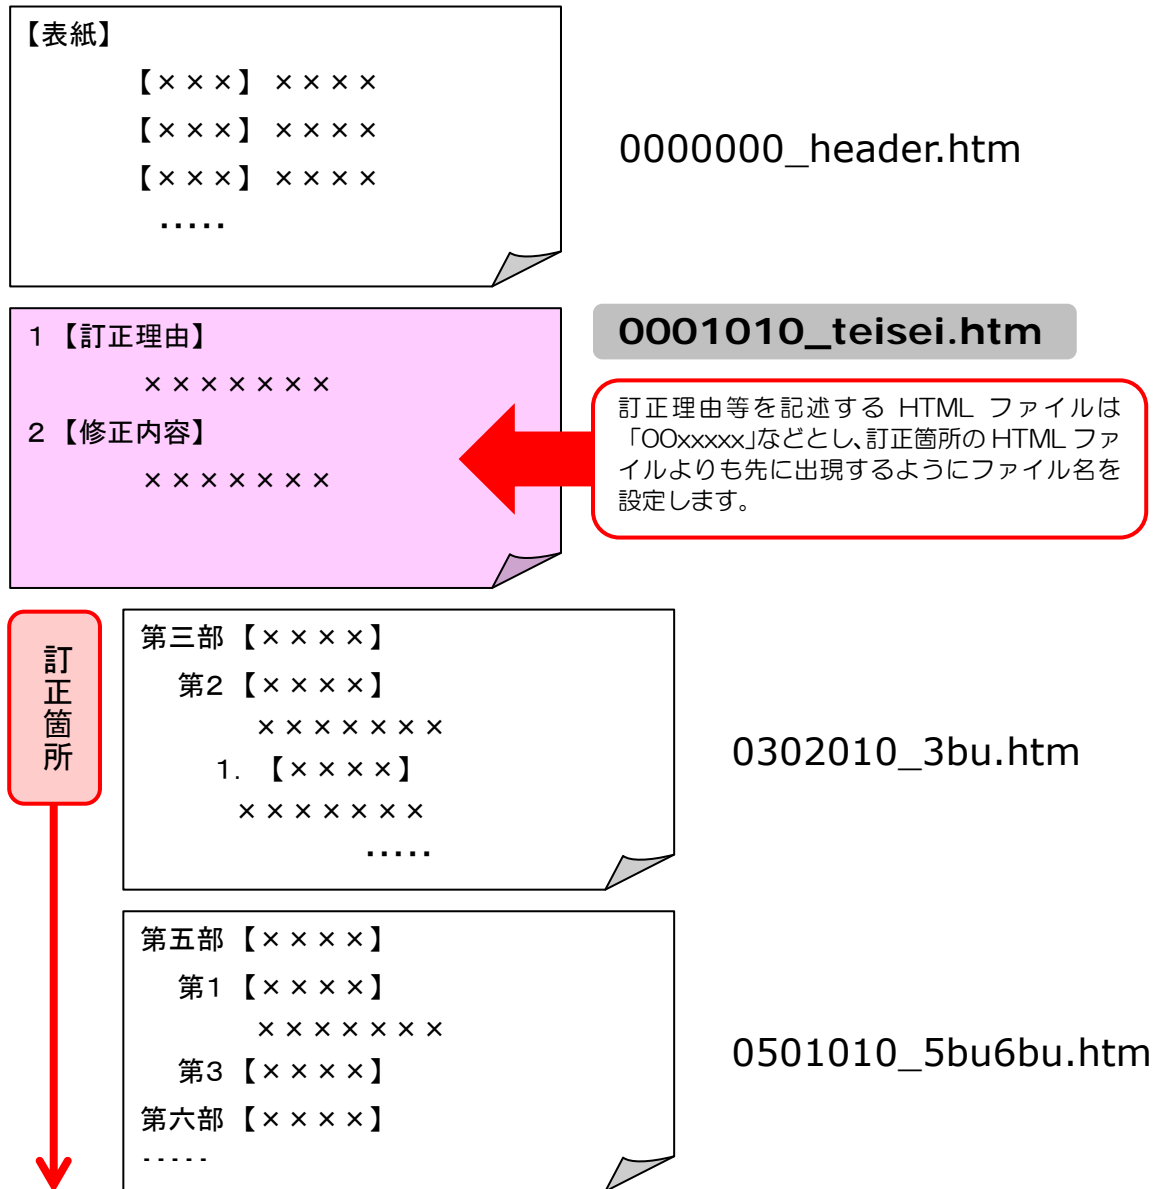 【表紙】
【×××】 ××××
【×××】 ××××
【×××】 ××××
．．．．．
0000000_header.htm
1 【訂正理由】
×××××××
2 【修正内容】
×××××××
0001010_teisei.htm
訂正理由等を記述する HTML ファイルは
「00xxxxx」などとし、訂正箇所の HTML ファ
イルよりも先に出現するようにファイル名を
設定します。
訂正箇所
第三部 【××××】
第2 【××××】
×××××××
1. 【××××】
×××××××
．．．．．
0302010_3bu.htm
第五部 【××××】
第1 【××××】
×××××××
第3 【××××】
第六部 【××××】
．．．．．
0501010_5bu6bu.htm